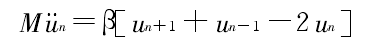 Müₙ = β[uₙ₊₁ + uₙ₋₁ − 2uₙ]